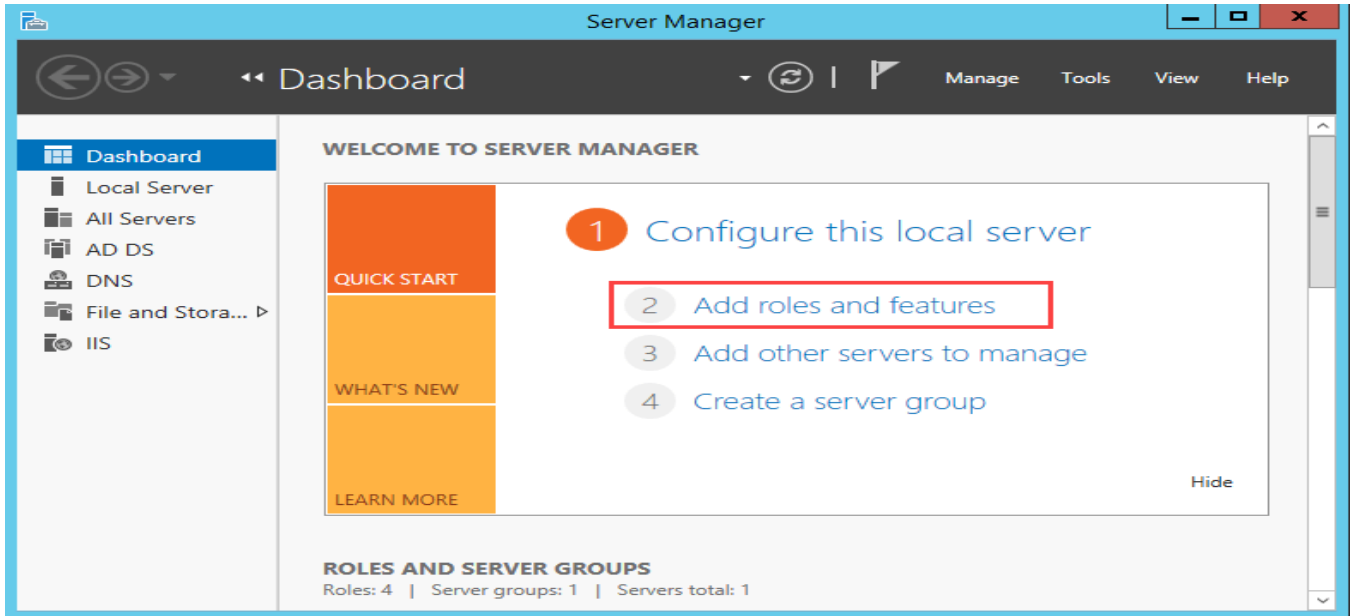 Server Manager
Dashboard
Manage Tools View Help
Dashboard
Local Server
All Servers
AD DS
DNS
File and Stora...
IIS
WELCOME TO SERVER MANAGER
QUICK START
WHAT'S NEW
LEARN MORE
1 Configure this local server
2 Add roles and features
3 Add other servers to manage
4 Create a server group
Hide
ROLES AND SERVER GROUPS
Roles: 4 | Server groups: 1 | Servers total: 1